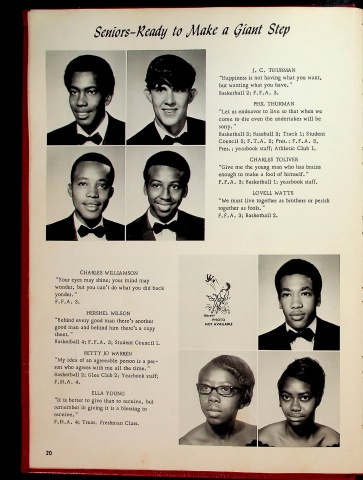 Seniors-Ready to Make a Giant Step
J. C. THURMAN
"Happiness is not having what you want,
but wanting what you have."
Basketball 2; F.F.A. 3.
PHIL THURMAN
"Let us endeavor to live so that when we
come to die even the undertaker will be
sorry."
Basketball 3; Baseball 3; Track 1; Student
Council 2; F.T.A. 2; Pres.; F.F.A. 3,
Pres.; yearbook staff; Athletic Club 1.
CHARLES TOLIVER
"Give me the young man who has brains
enough to make a fool of himself."
F.F.A. 3; Basketball 1; yearbook staff.
LOVELL WATTS
"We must live together as brothers or perish
together as fools."
F.F.A. 3; Basketball 2.
CHARLES WILLIAMSON
"Your eyes may shine, your mind may
wonder, but you can't do what you did back
yonder."
F.F.A. 3.
HERSHEL WILSON
"Behind every good man there's another
good man and behind him there's a copy
sheet."
Basketball 4; F.F.A. 3; Student Council 1.
BETTY JO WARREN
"My idea of an agreeable person is a per-
son who agrees with me all the time."
Basketball 2; Glee Club 2; Yearbook staff;
F.H.A. 4.
ELLA YOUNG
"It is better to give than to receive, but
remember in giving it is a blessing to
receive."
F.H.A. 4; Treas. Freshman Class.
PHOTO
NOT AVAILABLE
20